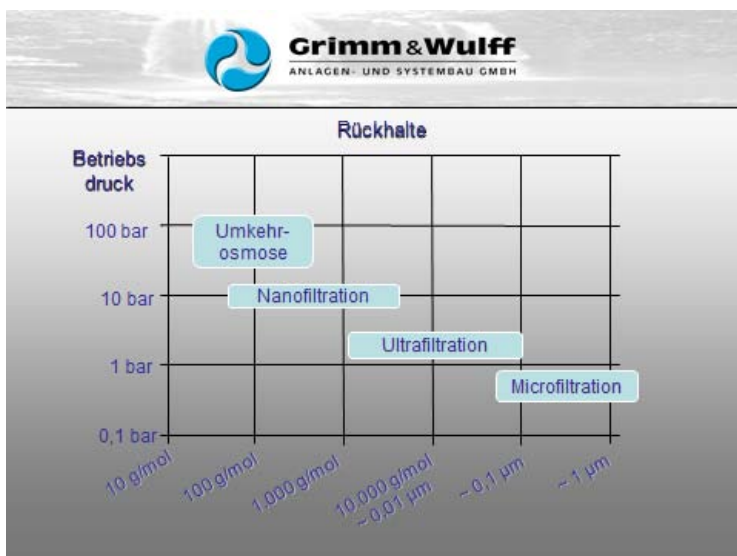 Grimm & Wulff
ANLAGEN- UND SYSTEMBAU GMBH
Rückhalte
Betriebs
druck
100 bar
Umkehr-
osmose
10 bar
Nanofiltration
Ultrafiltration
1 bar
Microfiltration
0,1 bar
10 g/mol
100 g/mol
1.000 g/mol
10.000 g/mol
~ 0,01 µm
~ 0,1 µm
~ 1 µm